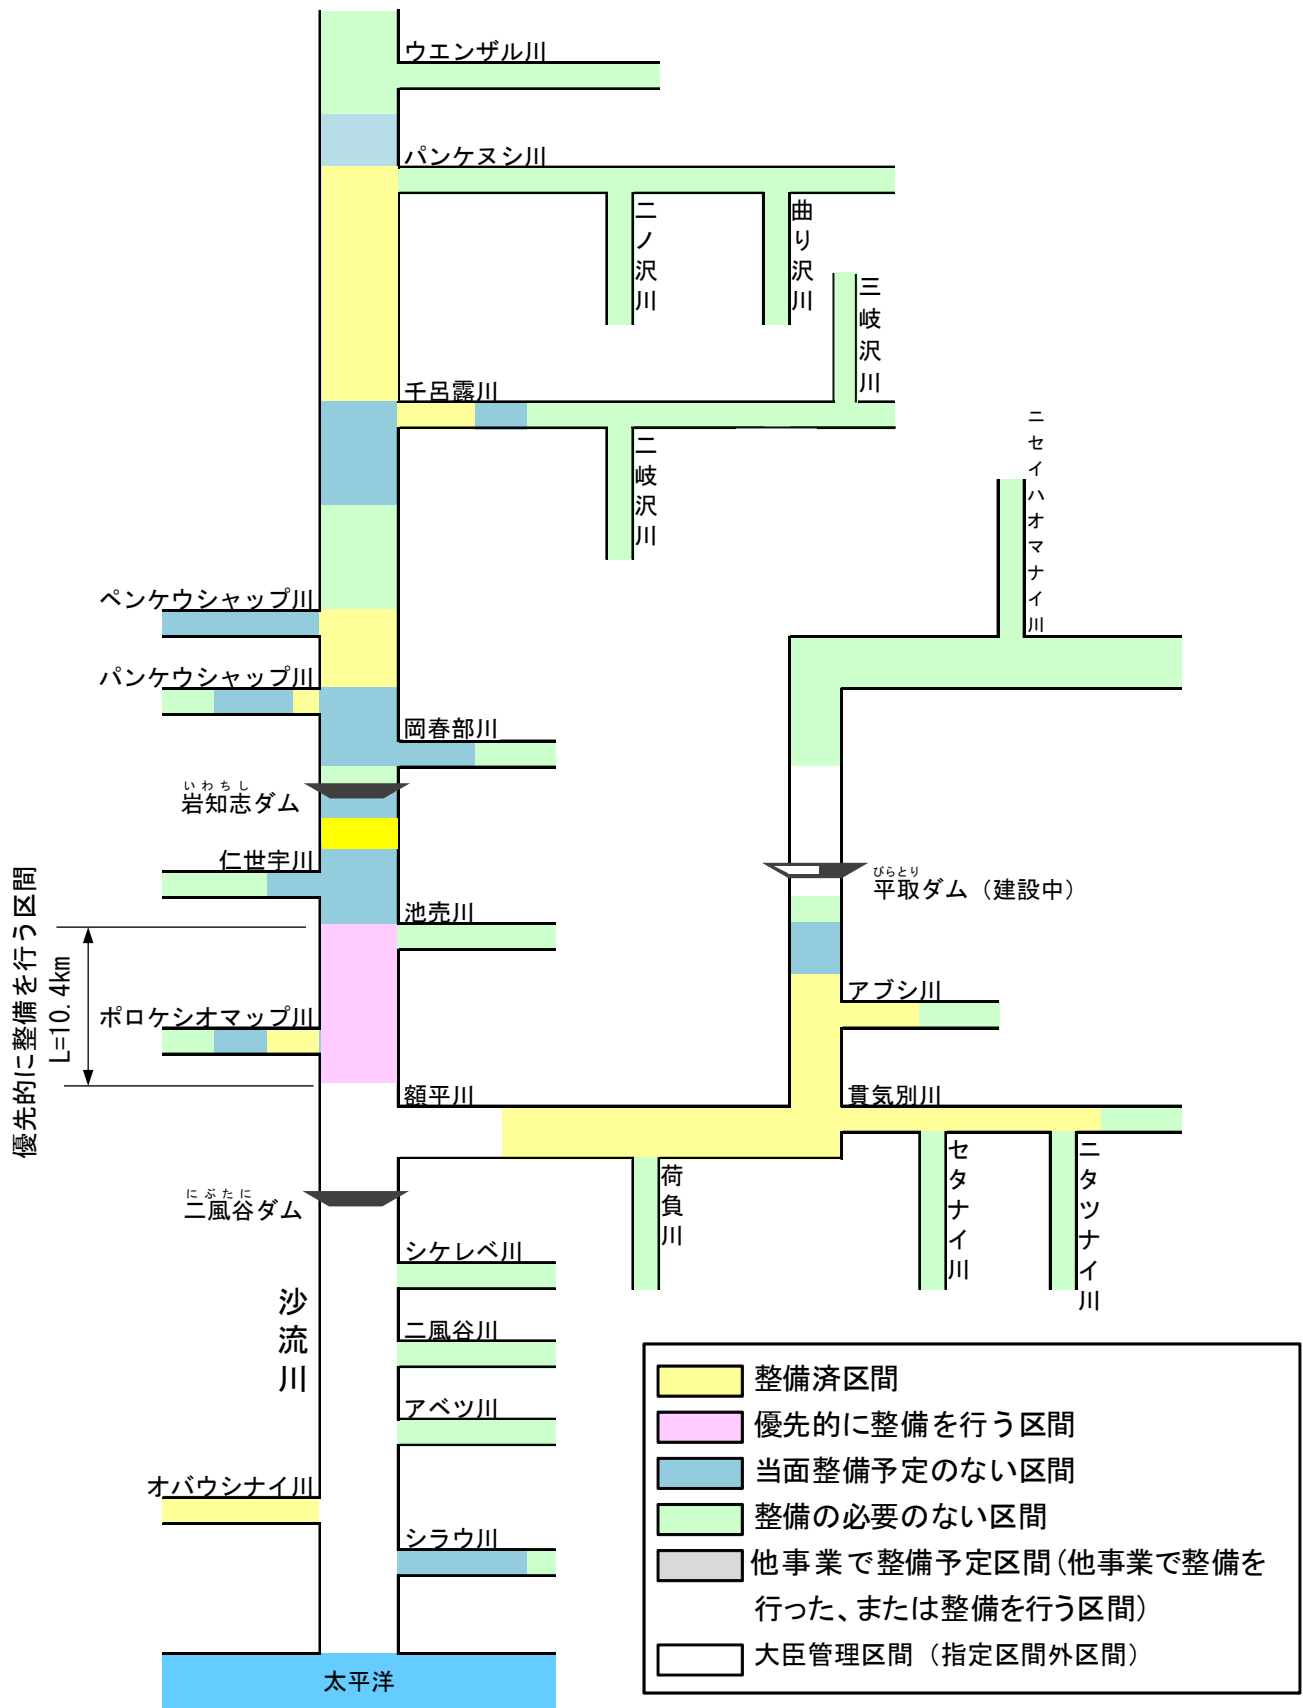 ウエンザル川
パンケヌシ川
二ノ沢川
曲り沢川
三岐沢川
千呂露川
二岐沢川
ニセイハオマナイ川
ペンケウシャップ川
パンケウシャップ川
岡春部川
いわちし
岩知志ダム
仁世宇川
びらとり
平取ダム（建設中）
池売川
優先的に整備を行う区間
L=10.4km
アブシ川
ポロケシオマップ川
額平川
貫気別川
荷負川
セタナイ川
ニタツナイ川
にぶたに
二風谷ダム
シケレベ川
沙流川
二風谷川
アベツ川
オバウシナイ川
シラウ川
太平洋
整備済区間
優先的に整備を行う区間
当面整備予定のない区間
整備の必要のない区間
他事業で整備予定区間(他事業で整備を
行った、または整備を行う区間)
大臣管理区間（指定区間外区間）